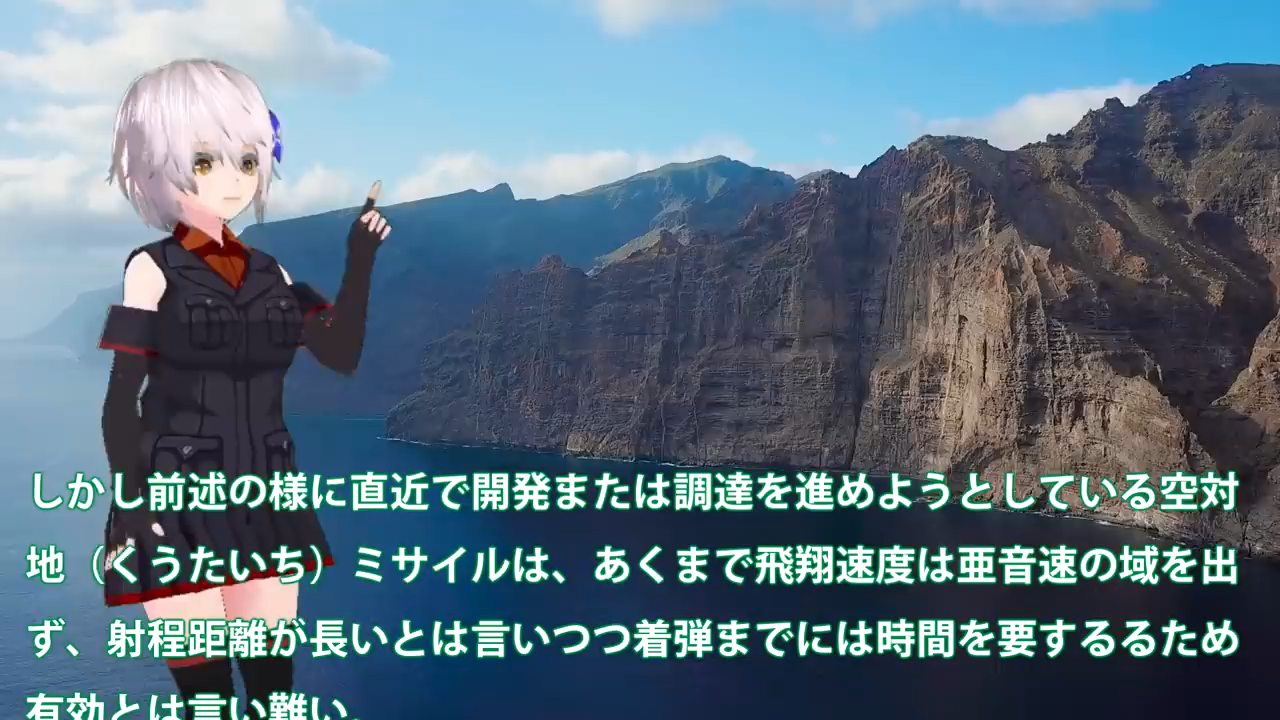 しかし前述の様に直近で開発または調達を進めようとしている空対
地（くうたいち）ミサイルは、あくまで飛翔速度は亜音速の域を出
ず、射程距離が長いとは言いつつ着弾までには時間を要するるため
有効とは言い難い。